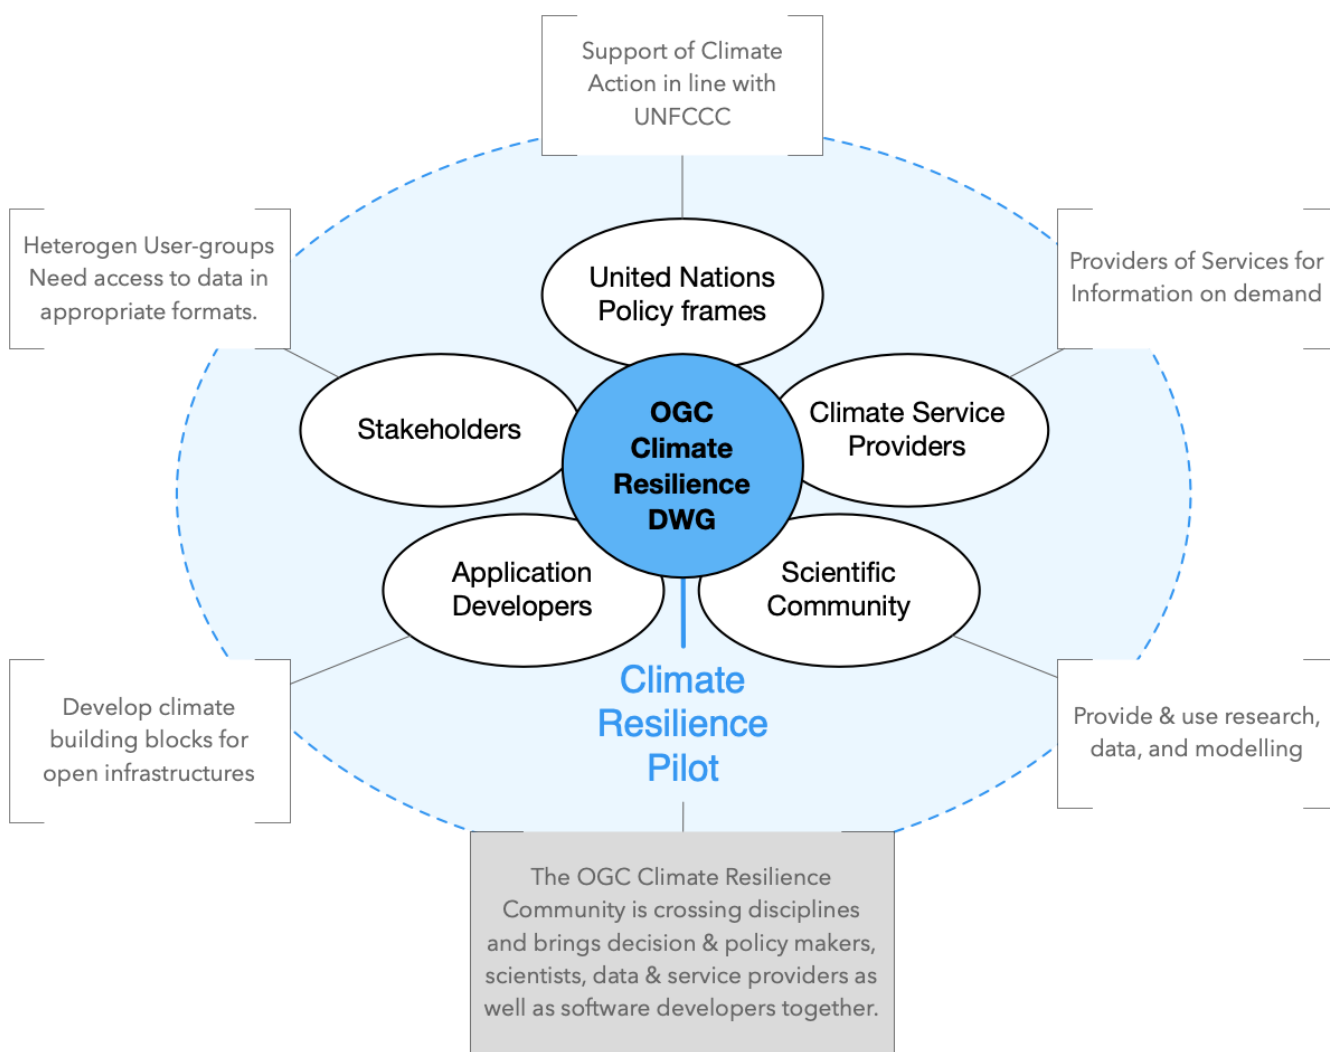 Support of Climate
Action in line with
UNFCCC
Heterogen User-groups
Need access to data in
appropriate formats.
Providers of Services for
Information on demand
United Nations
Policy frames
Stakeholders
OGC
Climate
Resilience
DWG
Climate Service
Providers
Application
Developers
Scientific
Community
Climate
Resilience
Pilot
Develop climate
building blocks for
open infrastructures
Provide & use research,
data, and modelling
The OGC Climate Resilience
Community is crossing disciplines
and brings decision & policy makers,
scientists, data & service providers as
well as software developers together.